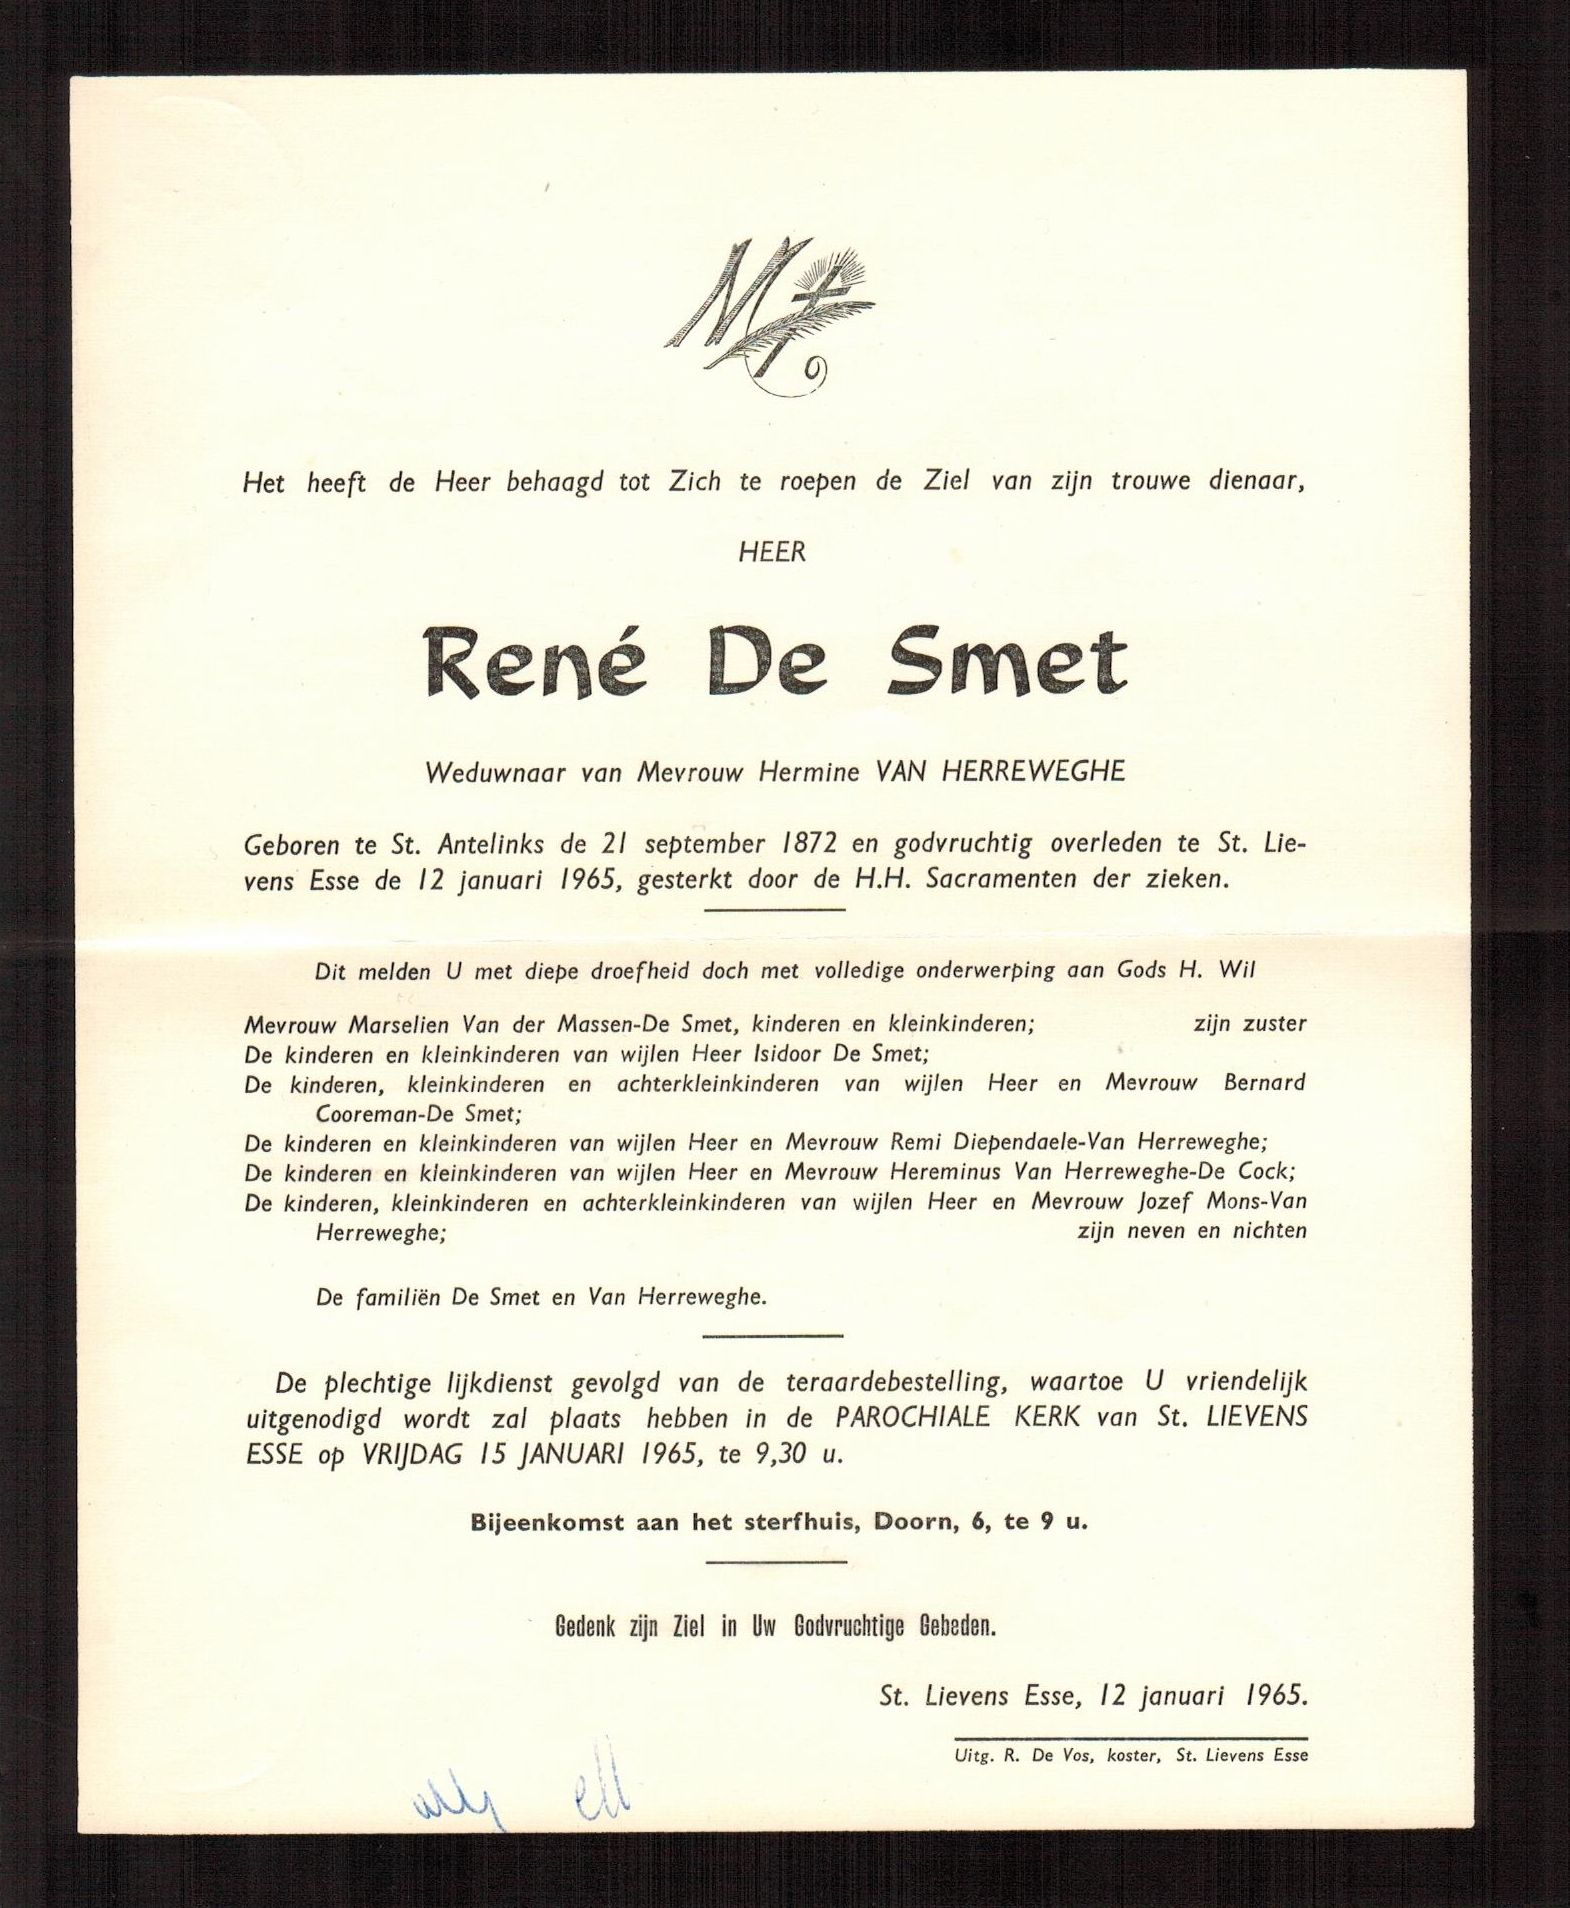 M
Het heeft de Heer behaagd tot Zich te roepen de Ziel van zijn trouwe dienaar,
HEER
René De Smet
Weduwnaar van Mevrouw Hermine VAN HERREWEGHE
Geboren te St. Antelinks de 21 september 1872 en godvruchtig overleden te St. Lie-
vens Esse de 12 januari 1965, gesterkt door de H.H. Sacramenten der zieken.
Dit melden U met diepe droefheid doch met volledige onderwerping aan Gods H. Wil
Mevrouw Marselien Van der Massen-De Smet, kinderen en kleinkinderen; zijn zuster
De kinderen en kleinkinderen van wijlen Heer Isidoor De Smet;
De kinderen, kleinkinderen en achterkleinkinderen van wijlen Heer en Mevrouw Bernard
Cooreman-De Smet;
De kinderen en kleinkinderen van wijlen Heer en Mevrouw Remi Diependaele-Van Herreweghe;
De kinderen en kleinkinderen van wijlen Heer en Mevrouw Hereminus Van Herreweghe-De Cock;
De kinderen, kleinkinderen en achterkleinkinderen van wijlen Heer en Mevrouw Jozef Mons-Van
Herreweghe; zijn neven en nichten
De familiën De Smet en Van Herreweghe.
De plechtige lijkdienst gevolgd van de teraardebestelling, waartoe U vriendelijk
uitgenodigd wordt zal plaats hebben in de PAROCHIALE KERK van St. LIEVENS
ESSE op VRIJDAG 15 JANUARI 1965, te 9,30 u.
Bijeenkomst aan het sterfhuis, Doorn, 6, te 9 u.
Gedenk zijn Ziel in Uw Godvruchtige Gebeden.
St. Lievens Esse, 12 januari 1965.
Uitg. R. De Vos, koster, St. Lievens Esse